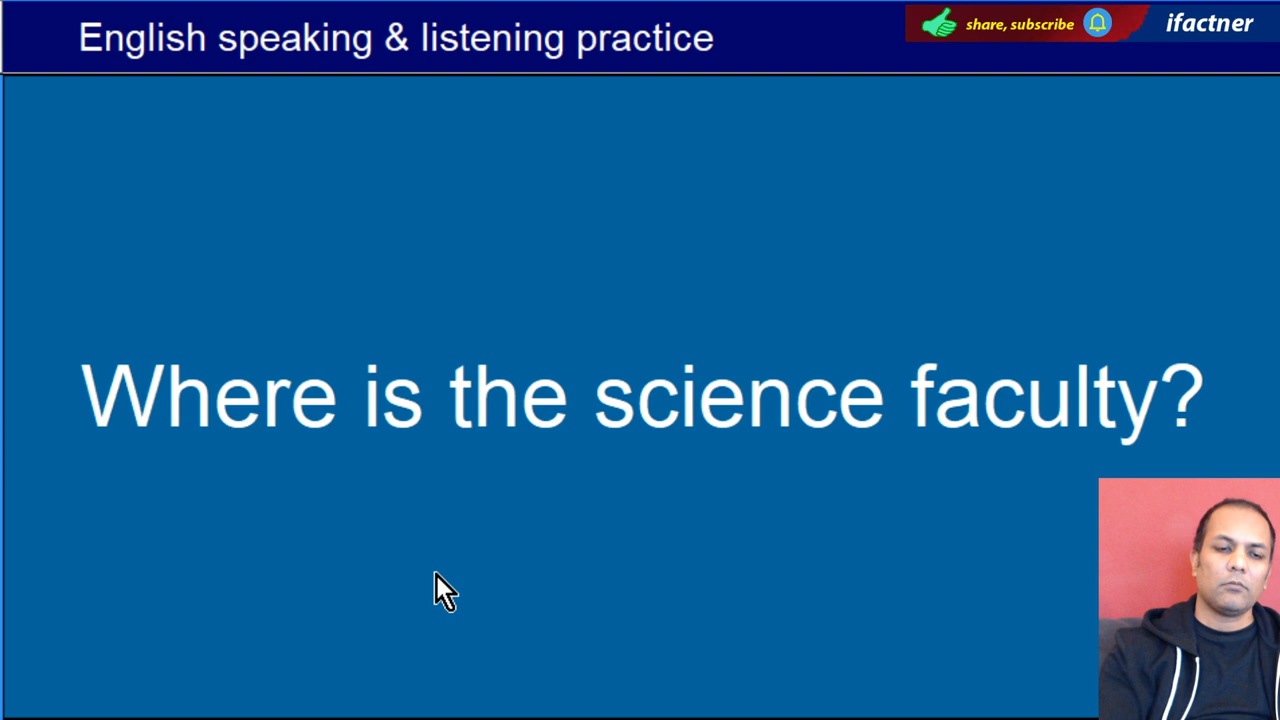 English speaking & listening practice
share, subscribe
ifactner
Where is the science faculty?